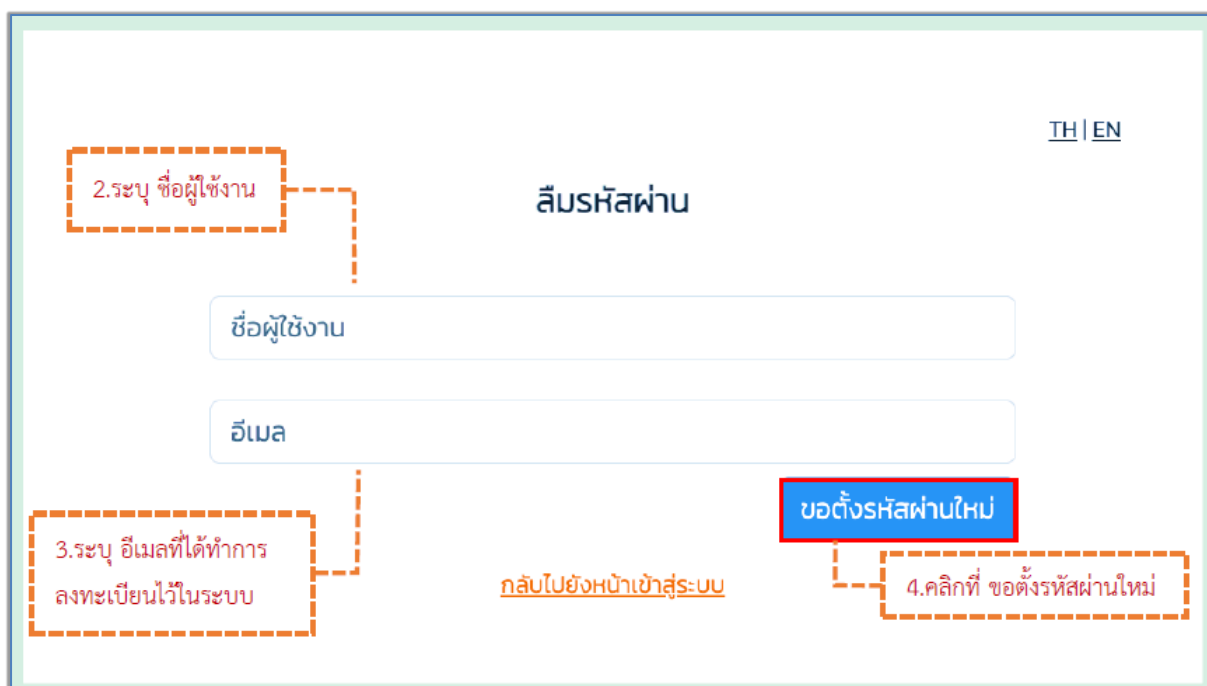 TH | EN
2.ระบุ ชื่อผู้ใช้งาน
ลืมรหัสผ่าน
ชื่อผู้ใช้งาน
อีเมล
ขอตั้งรหัสผ่านใหม่
3.ระบุ อีเมลที่ได้ทำการ
ลงทะเบียนไว้ในระบบ
กลับไปยังหน้าเข้าสู่ระบบ
4.คลิกที่ ขอตั้งรหัสผ่านใหม่